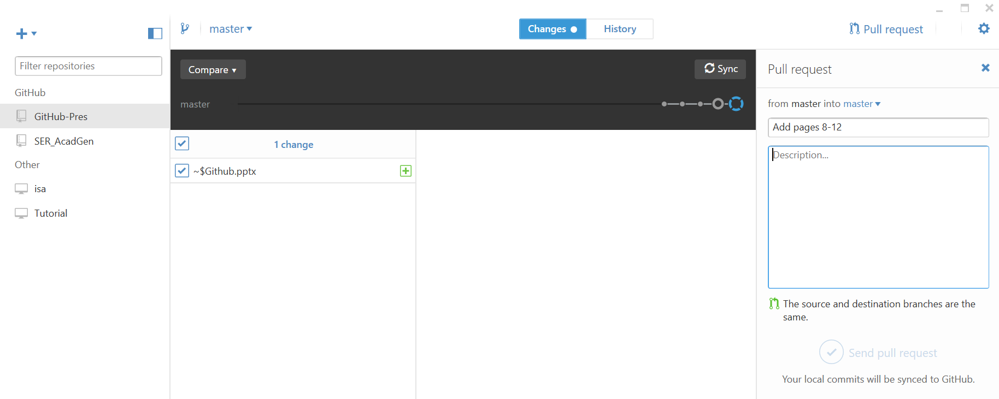 master
Changes
History
Pull request
Filter repositories
GitHub
GitHub-Pres
SER_AcadGen
Other
isa
Tutorial
Compare
Sync
master
1 change
~$Github.pptx
Pull request
from master into master
Add pages 8-12
Description...
The source and destination branches are the
same.
Send pull request
Your local commits will be synced to GitHub.